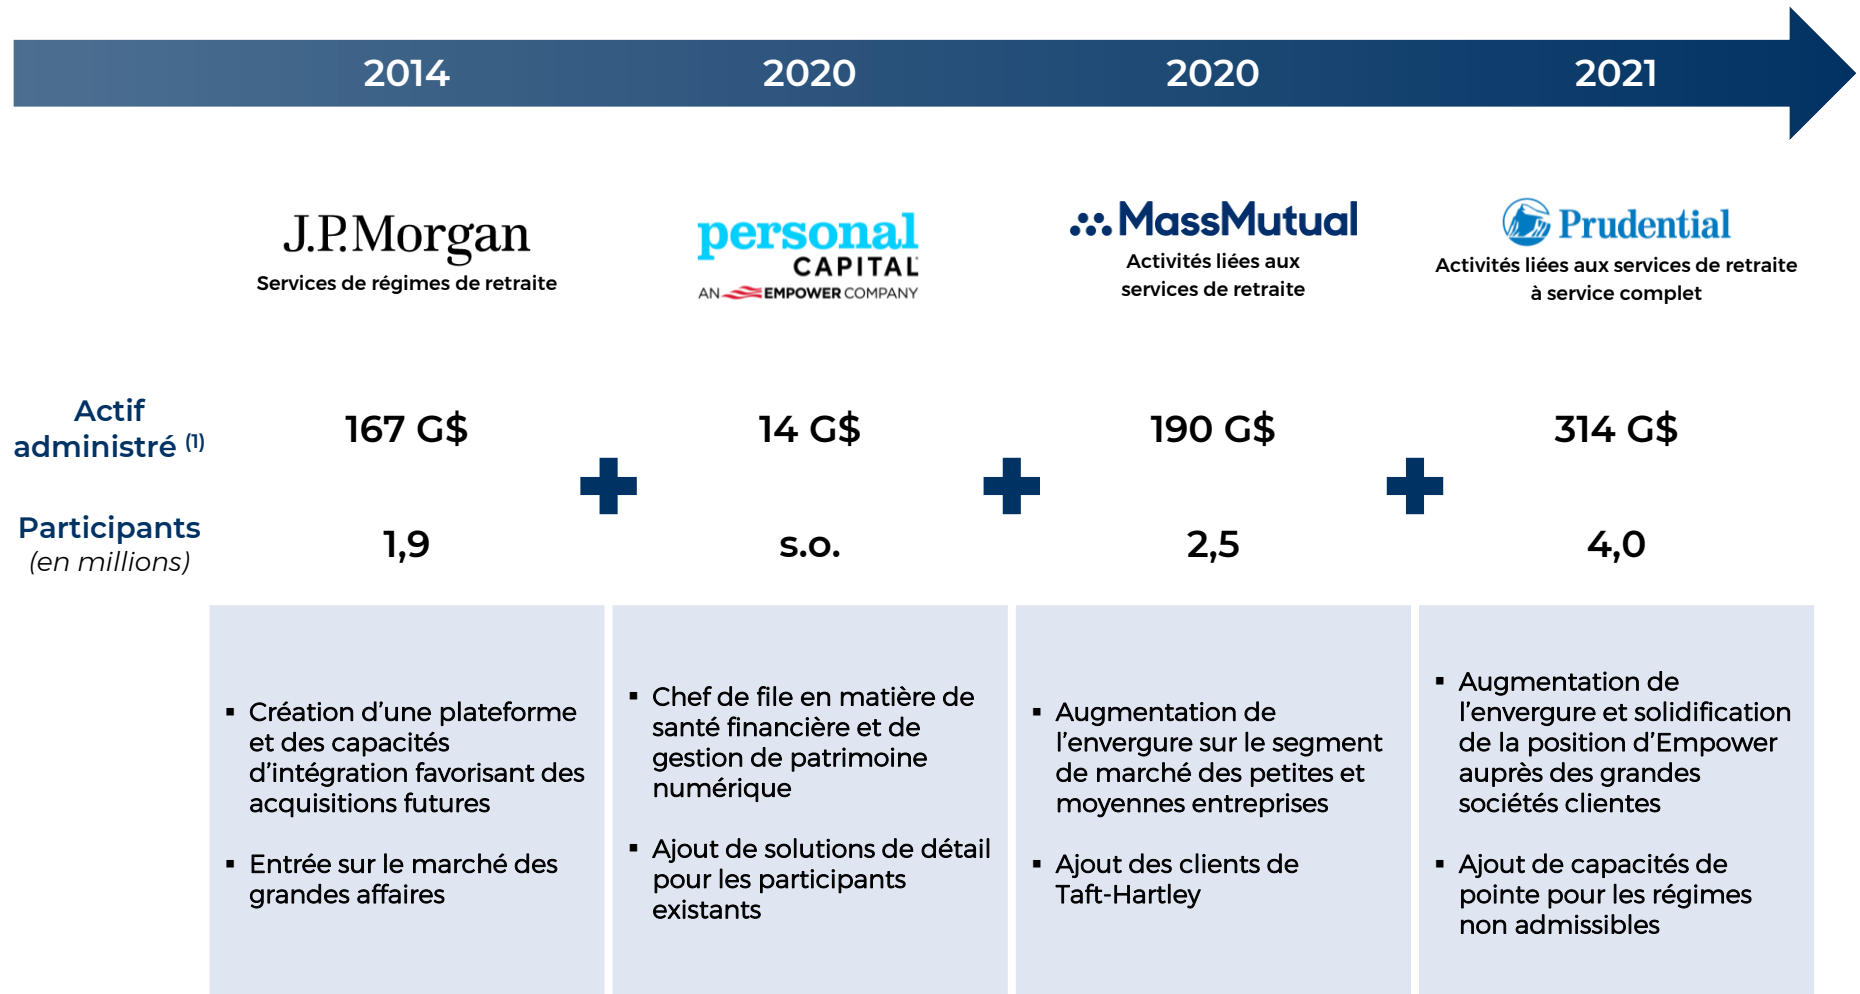 2014
2020
2020
2021
J.P.Morgan
Services de régimes de retraite
personal
CAPITAL
AN EMPOWER COMPANY
MassMutual
Activités liées aux
services de retraite
Prudential
Activités liées aux services de retraite
à service complet
Actif
administré (1)
167 G$
14 G$
190 G$
314 G$
Participants
(en millions)
1,9
s.o.
2,5
4,0
▪ Création d’une plateforme
et des capacités
d’intégration favorisant des
acquisitions futures
▪ Entrée sur le marché des
grandes affaires
▪ Chef de file en matière de
santé financière et de
gestion de patrimoine
numérique
▪ Ajout de solutions de détail
pour les participants
existants
▪ Augmentation de
l’envergure sur le segment
de marché des petites et
moyennes entreprises
▪ Ajout des clients de
Taft-Hartley
▪ Augmentation de
l’envergure et solidification
de la position d’Empower
auprès des grandes
sociétés clientes
▪ Ajout de capacités de
pointe pour les régimes
non admissibles